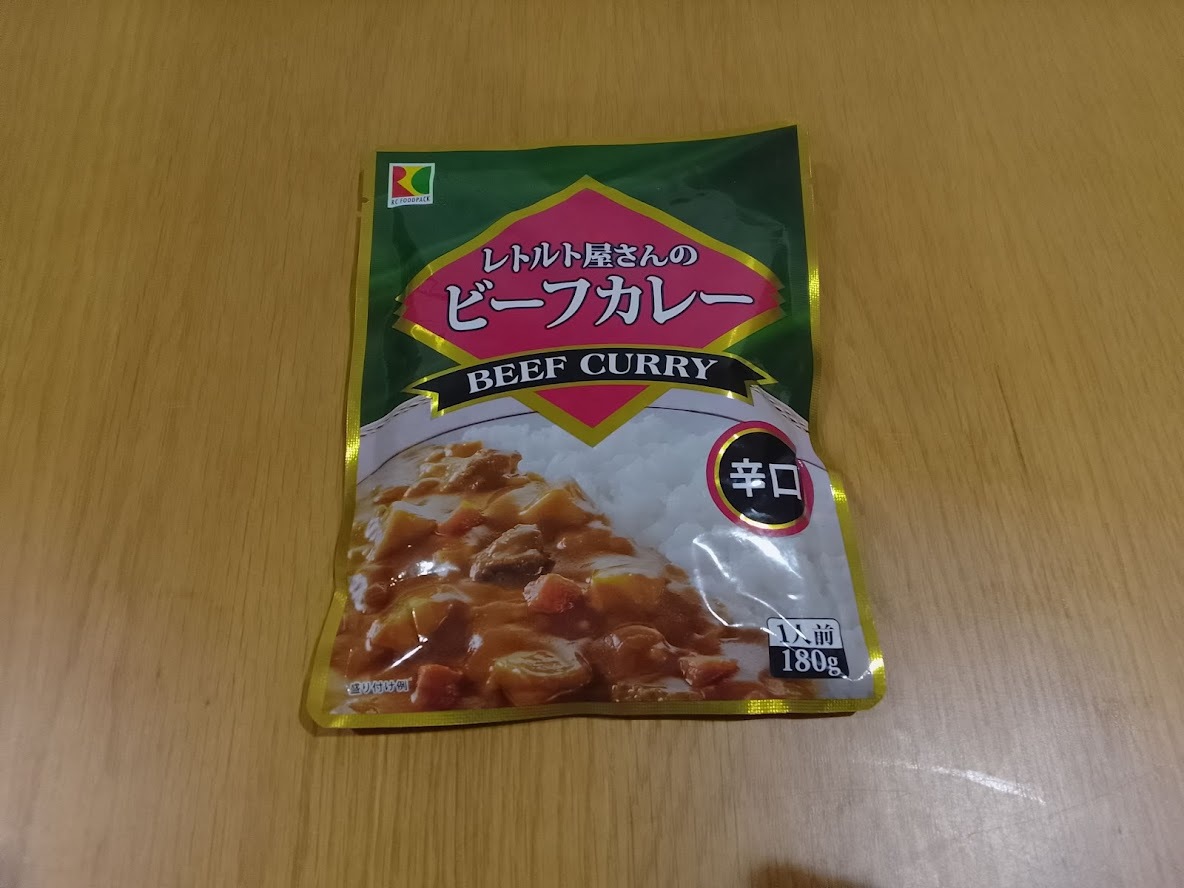 RC
RC FOODPACK
レトルト屋さんの
ビーフカレー
BEEF CURRY
辛口
1人前
180g
盛り付け例